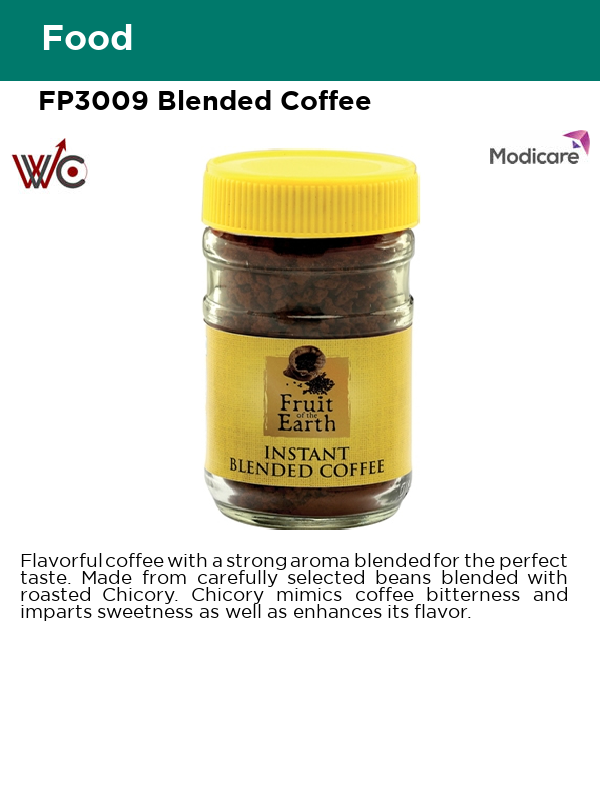 Food
FP3009 Blended Coffee
WC
Modicare
Fruit
of the
Earth
INSTANT
BLENDED COFFEE
Flavorful coffee with a strong aroma blended for the perfect
taste. Made from carefully selected beans blended with
roasted Chicory. Chicory mimics coffee bitterness and
imparts sweetness as well as enhances its flavor.